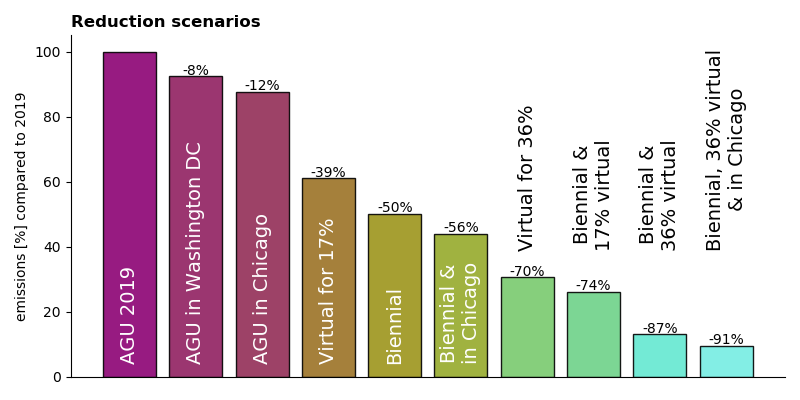 Reduction scenarios
emissions [%] compared to 2019
100
80
60
40
20
0
AGU 2019
-8%
AGU in Washington DC
-12%
AGU in Chicago
-39%
Virtual for 17%
-50%
Biennial
-56%
Biennial &
in Chicago
Virtual for 36%
-70%
Biennial &
17% virtual
-74%
Biennial &
36% virtual
-87%
Biennial, 36% virtual
& in Chicago
-91%